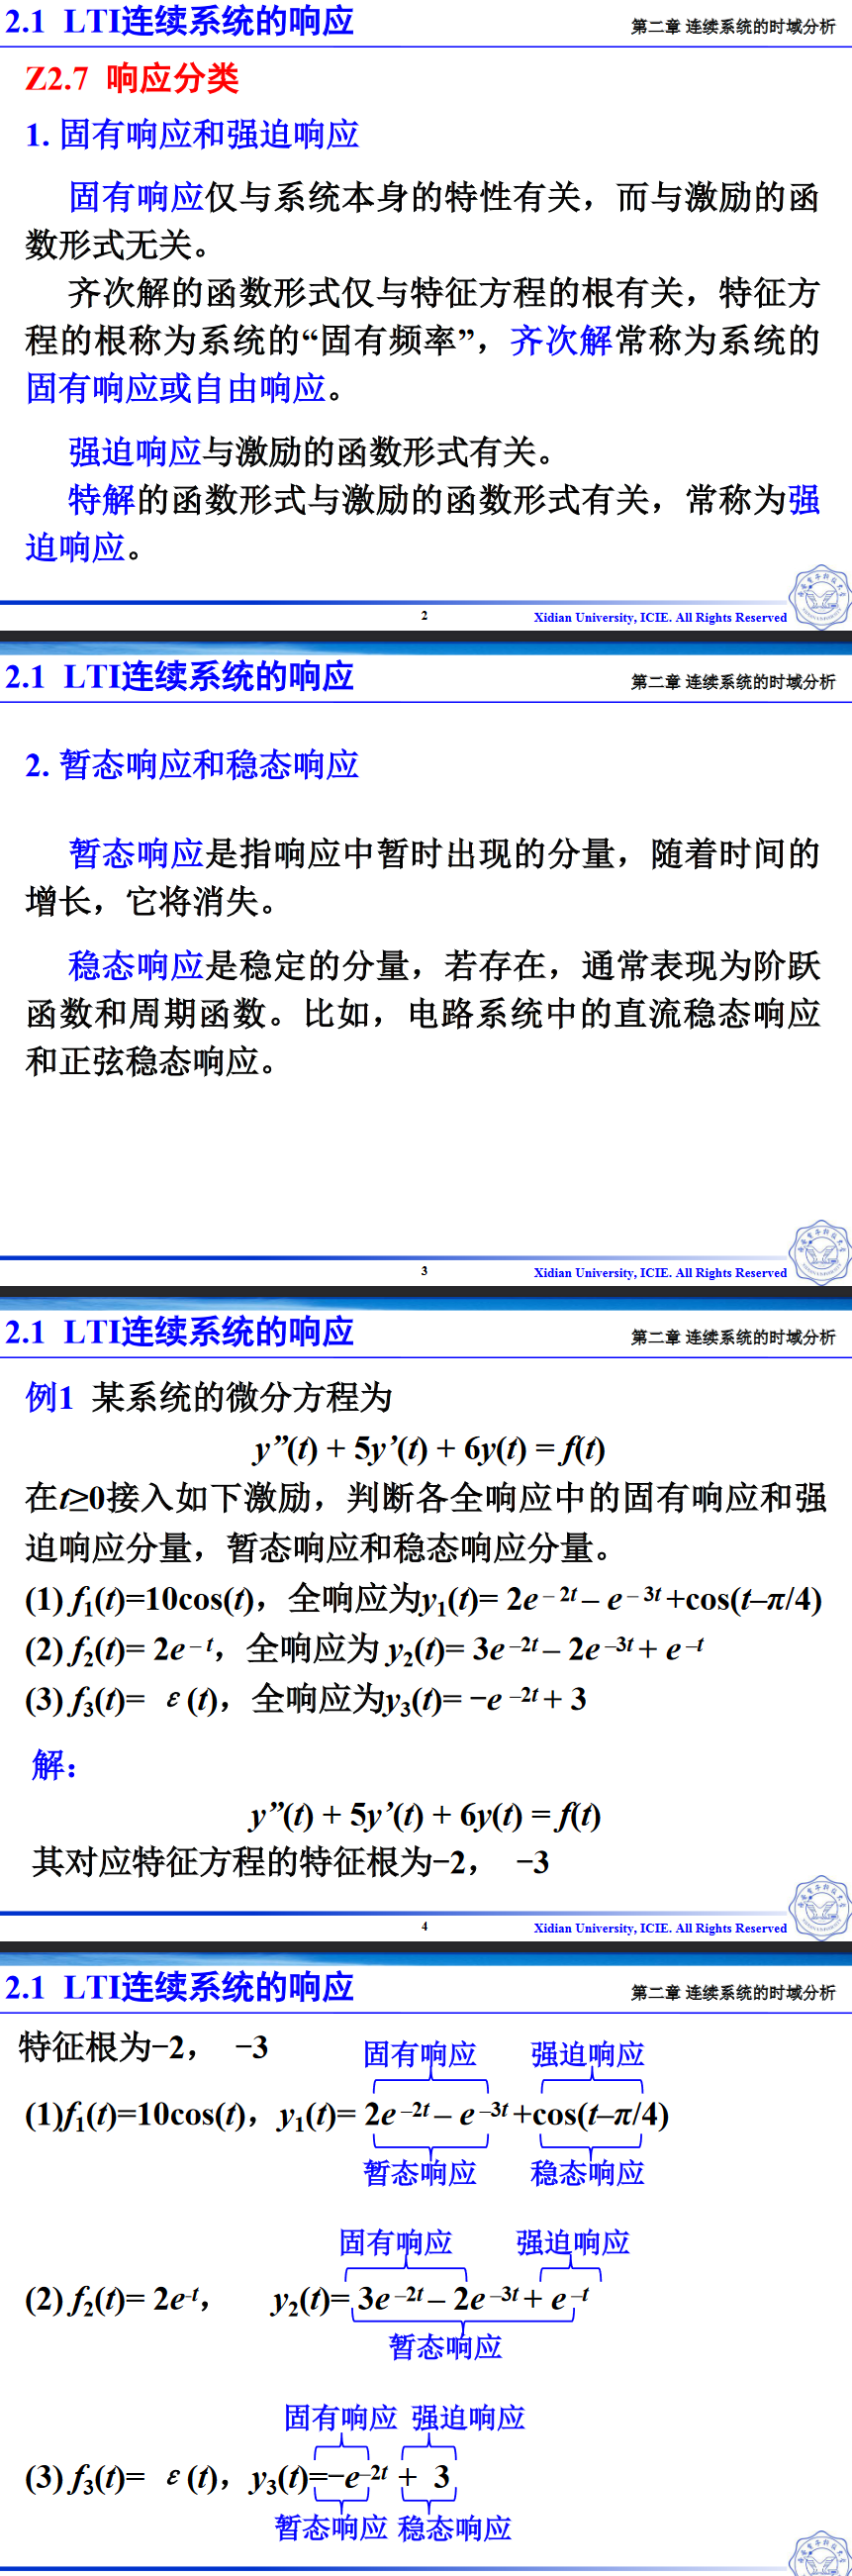 2.1 LTI连续系统的响应
第二章 连续系统的时域分析
Z2.7 响应分类
1. 固有响应和强迫响应
固有响应仅与系统本身的特性有关，而与激励的函
数形式无关。
齐次解的函数形式仅与特征方程的根有关，特征方
程的根称为系统的“固有频率”，齐次解常称为系统的
固有响应或自由响应。
强迫响应与激励的函数形式有关。
特解的函数形式与激励的函数形式有关，常称为强
迫响应。
2
Xidian University, ICIE. All Rights Reserved
2.1 LTI连续系统的响应
第二章 连续系统的时域分析
2. 暂态响应和稳态响应
暂态响应是指响应中暂时出现的分量，随着时间的
增长，它将消失。
稳态响应是稳定的分量，若存在，通常表现为阶跃
函数和周期函数。比如，电路系统中的直流稳态响应
和正弦稳态响应。
3
Xidian University, ICIE. All Rights Reserved
2.1 LTI连续系统的响应
第二章 连续系统的时域分析
例1 某系统的微分方程为
y”(t) + 5y’(t) + 6y(t) = f(t)
在t≥0接入如下激励，判断各全响应中的固有响应和强
迫响应分量，暂态响应和稳态响应分量。
(1) f₁(t)=10cos(t)，全响应为y₁(t)= 2e^{–2t} – e^{–3t} +cos(t–π/4)
(2) f₂(t)= 2e^{–t}，全响应为 y₂(t)= 3e^{–2t} – 2e^{–3t} + e^{–t}
(3) f₃(t)= ε(t)，全响应为y₃(t)= –e^{–2t} + 3
解：
y”(t) + 5y’(t) + 6y(t) = f(t)
其对应特征方程的特征根为–2， –3
4
Xidian University, ICIE. All Rights Reserved
2.1 LTI连续系统的响应
第二章 连续系统的时域分析
特征根为–2， –3
固有响应 强迫响应
(1)f₁(t)=10cos(t)，y₁(t)= 2e^{–2t} – e^{–3t} +cos(t–π/4)
暂态响应 稳态响应
固有响应 强迫响应
(2) f₂(t)= 2e^{-t}， y₂(t)= 3e^{–2t} – 2e^{–3t} + e^{–t}
暂态响应
固有响应 强迫响应
(3) f₃(t)= ε(t)，y₃(t)=–e^{–2t} + 3
暂态响应 稳态响应